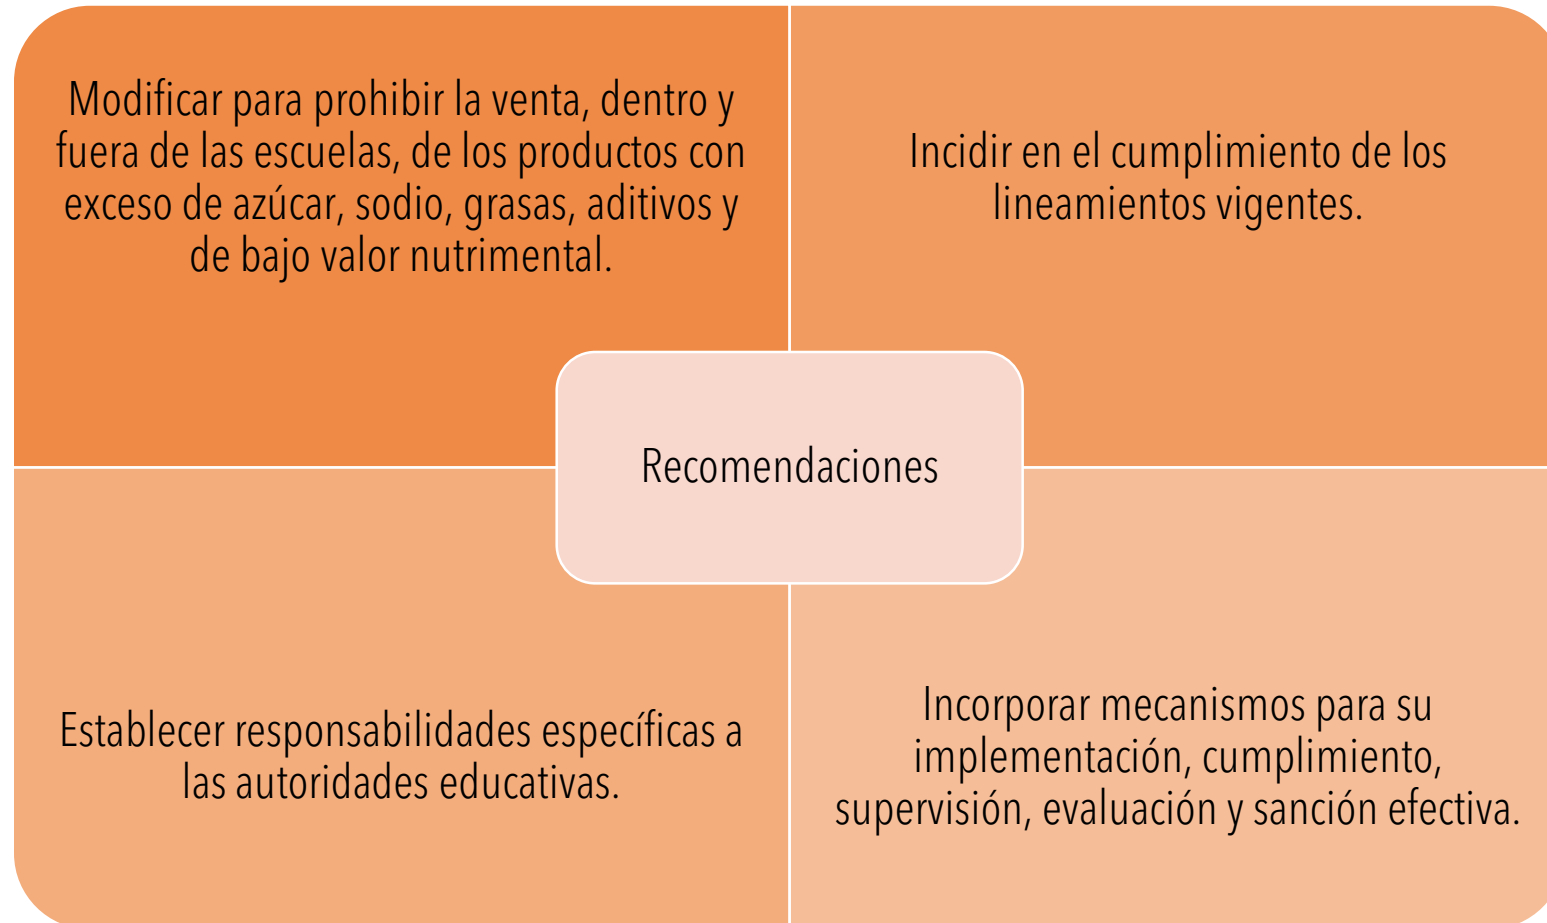 Modificar para prohibir la venta, dentro y
fuera de las escuelas, de los productos con
exceso de azúcar, sodio, grasas, aditivos y
de bajo valor nutrimental.
Incidir en el cumplimiento de los
lineamientos vigentes.
Recomendaciones
Establecer responsabilidades específicas a
las autoridades educativas.
Incorporar mecanismos para su
implementación, cumplimiento,
supervisión, evaluación y sanción efectiva.